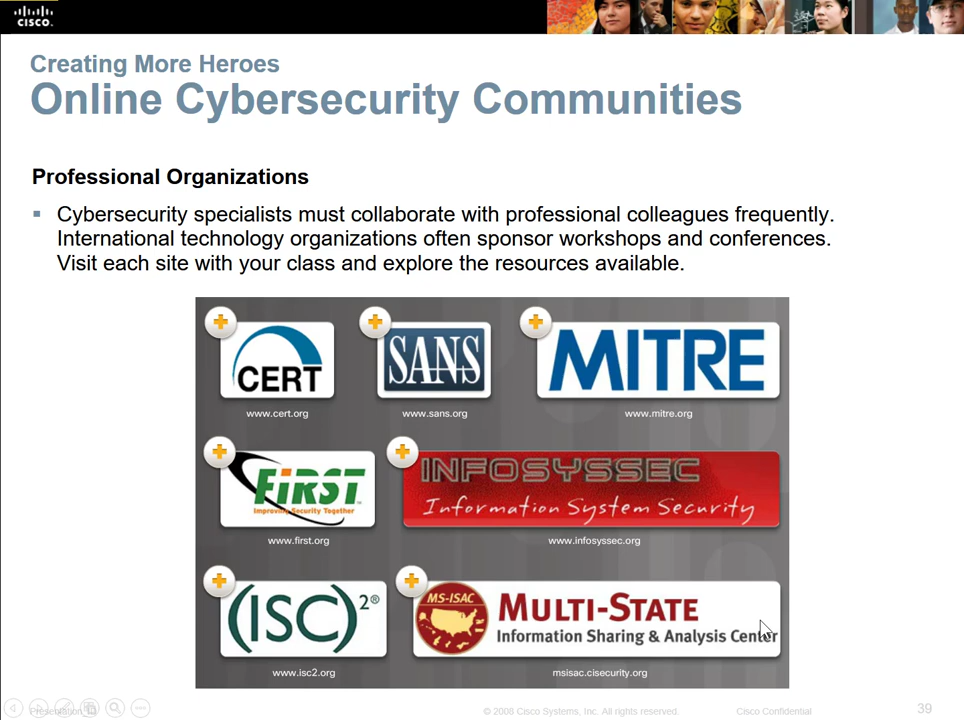 CISCO
Creating More Heroes
Online Cybersecurity Communities
Professional Organizations
Cybersecurity specialists must collaborate with professional colleagues frequently.
International technology organizations often sponsor workshops and conferences.
Visit each site with your class and explore the resources available.
CERT
SANS
MITRE
www.cert.org
www.sans.org
www.mitre.org
FIRST
Improving Security Together
INFOSYSSEC
Information System Security
www.first.org
www.infosyssec.org
(ISC)²®
MS-ISAC
MULTI-STATE
Information Sharing & Analysis Center
www.isc2.org
msisac.cisecurity.org
Presentation_ID
© 2008 Cisco Systems, Inc. All rights reserved.
Cisco Confidential
39